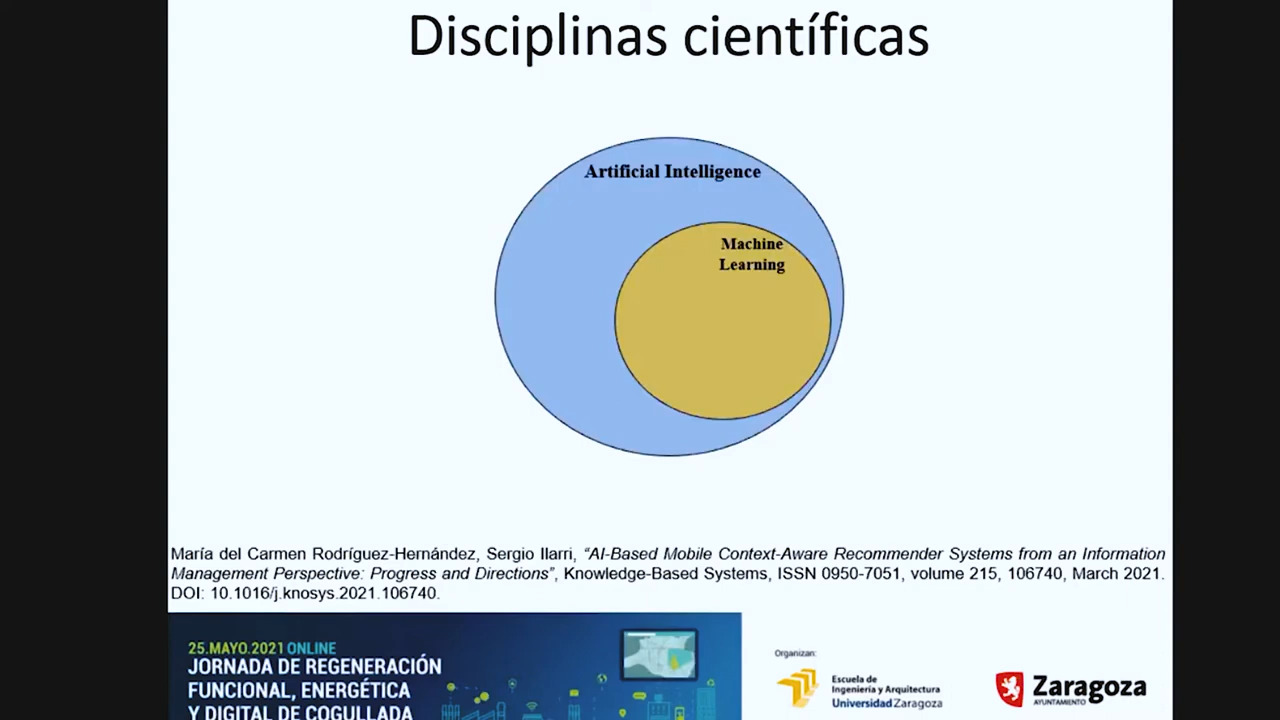 Disciplinas científicas
Artificial Intelligence
Machine
Learning
María del Carmen Rodríguez-Hernández, Sergio Ilarri, “AI-Based Mobile Context-Aware Recommender Systems from an Information
Management Perspective: Progress and Directions”, Knowledge-Based Systems, ISSN 0950-7051, volume 215, 106740, March 2021.
DOI: 10.1016/j.knosys.2021.106740.
25.MAYO.2021 ONLINE
JORNADA DE REGENERACIÓN
FUNCIONAL, ENERGÉTICA
Y DIGITAL DE COGULLADA
Organizan:
Escuela de
Ingeniería y Arquitectura
Universidad Zaragoza
Zaragoza
AYUNTAMIENTO